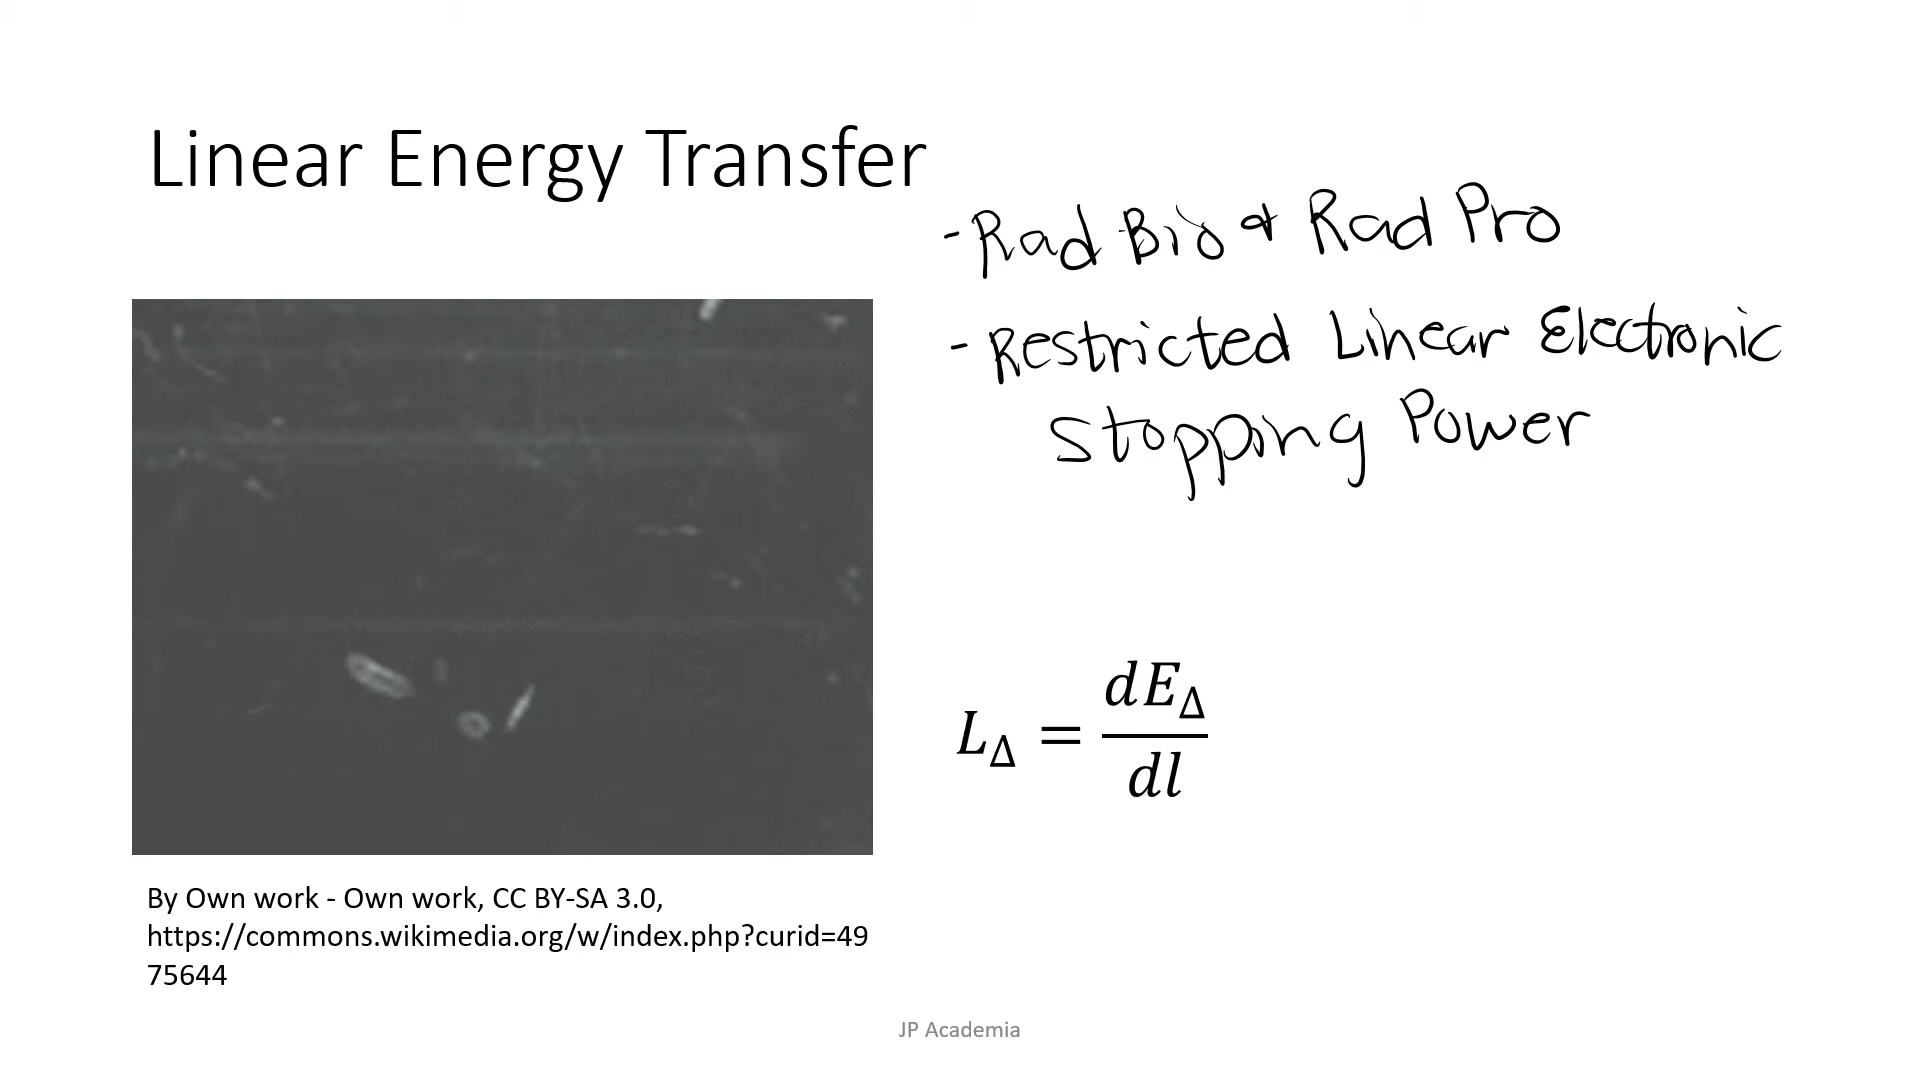 Linear Energy Transfer
- Rad Bio & Rad Pro
- Restricted Linear Electronic
Stopping Power
L_Δ = dE_Δ / dl
By Own work - Own work, CC BY-SA 3.0,
https://commons.wikimedia.org/w/index.php?curid=49
75644
JP Academia